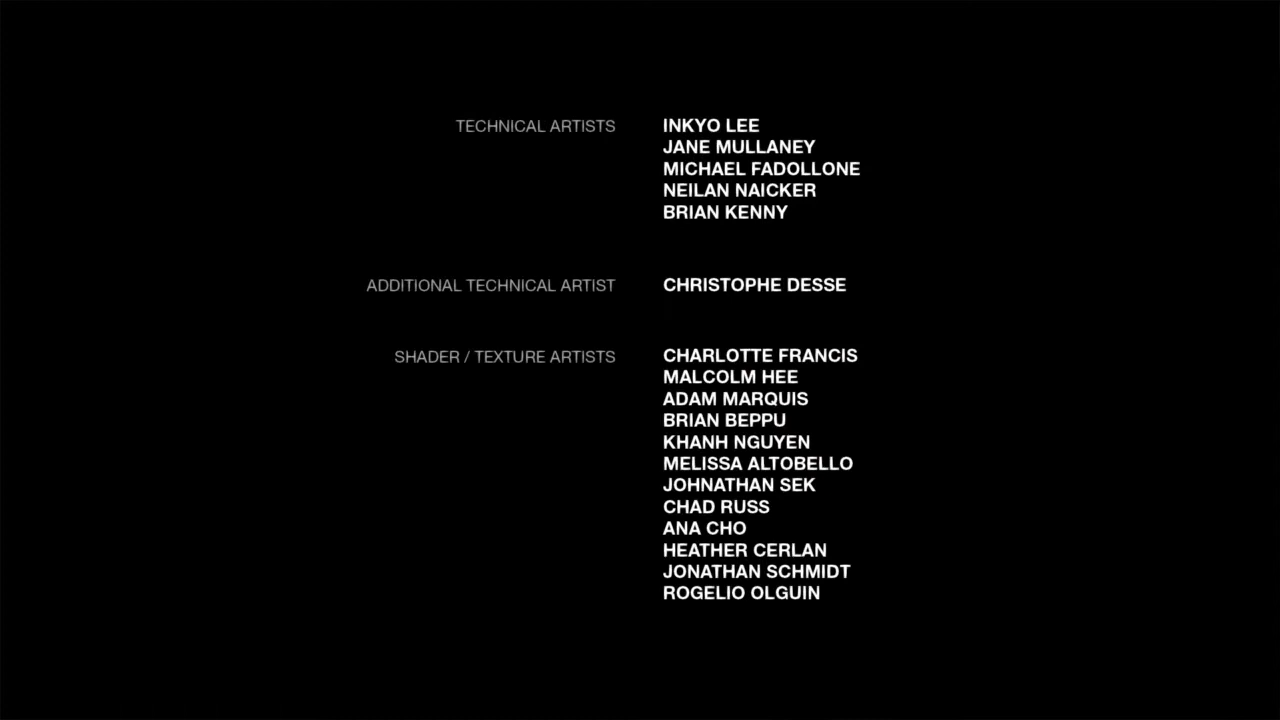 TECHNICAL ARTISTS INKYO LEE
JANE MULLANEY
MICHAEL FADOLLONE
NEILAN NAICKER
BRIAN KENNY
ADDITIONAL TECHNICAL ARTIST CHRISTOPHE DESSE
SHADER / TEXTURE ARTISTS CHARLOTTE FRANCIS
MALCOLM HEE
ADAM MARQUIS
BRIAN BEPPU
KHANH NGUYEN
MELISSA ALTOBELLO
JOHNATHAN SEK
CHAD RUSS
ANA CHO
HEATHER CERLAN
JONATHAN SCHMIDT
ROGELIO OLGUIN